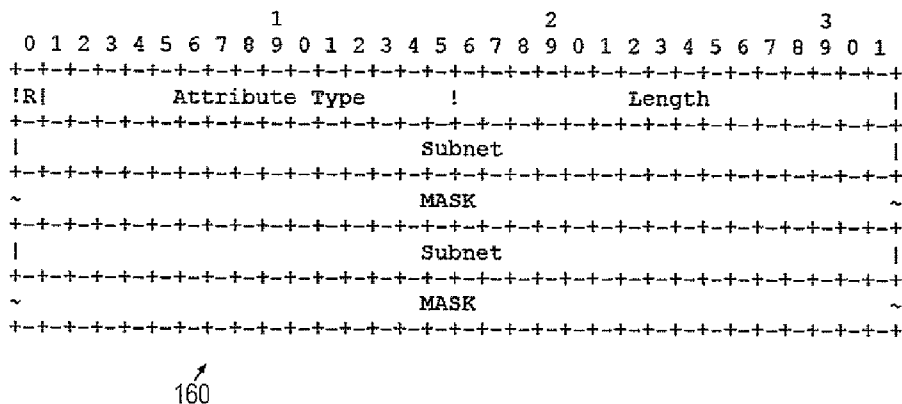 1                   2                   3
 0 1 2 3 4 5 6 7 8 9 0 1 2 3 4 5 6 7 8 9 0 1 2 3 4 5 6 7 8 9 0 1
+-+-+-+-+-+-+-+-+-+-+-+-+-+-+-+-+-+-+-+-+-+-+-+-+-+-+-+-+-+-+-+-+
!R|       Attribute Type        !            Length             |
+-+-+-+-+-+-+-+-+-+-+-+-+-+-+-+-+-+-+-+-+-+-+-+-+-+-+-+-+-+-+-+-+
|                            Subnet                             |
+-+-+-+-+-+-+-+-+-+-+-+-+-+-+-+-+-+-+-+-+-+-+-+-+-+-+-+-+-+-+-+-+
~                            MASK                               ~
+-+-+-+-+-+-+-+-+-+-+-+-+-+-+-+-+-+-+-+-+-+-+-+-+-+-+-+-+-+-+-+-+
|                            Subnet                             |
+-+-+-+-+-+-+-+-+-+-+-+-+-+-+-+-+-+-+-+-+-+-+-+-+-+-+-+-+-+-+-+-+
~                            MASK                               ~
+-+-+-+-+-+-+-+-+-+-+-+-+-+-+-+-+-+-+-+-+-+-+-+-+-+-+-+-+-+-+-+-+
160